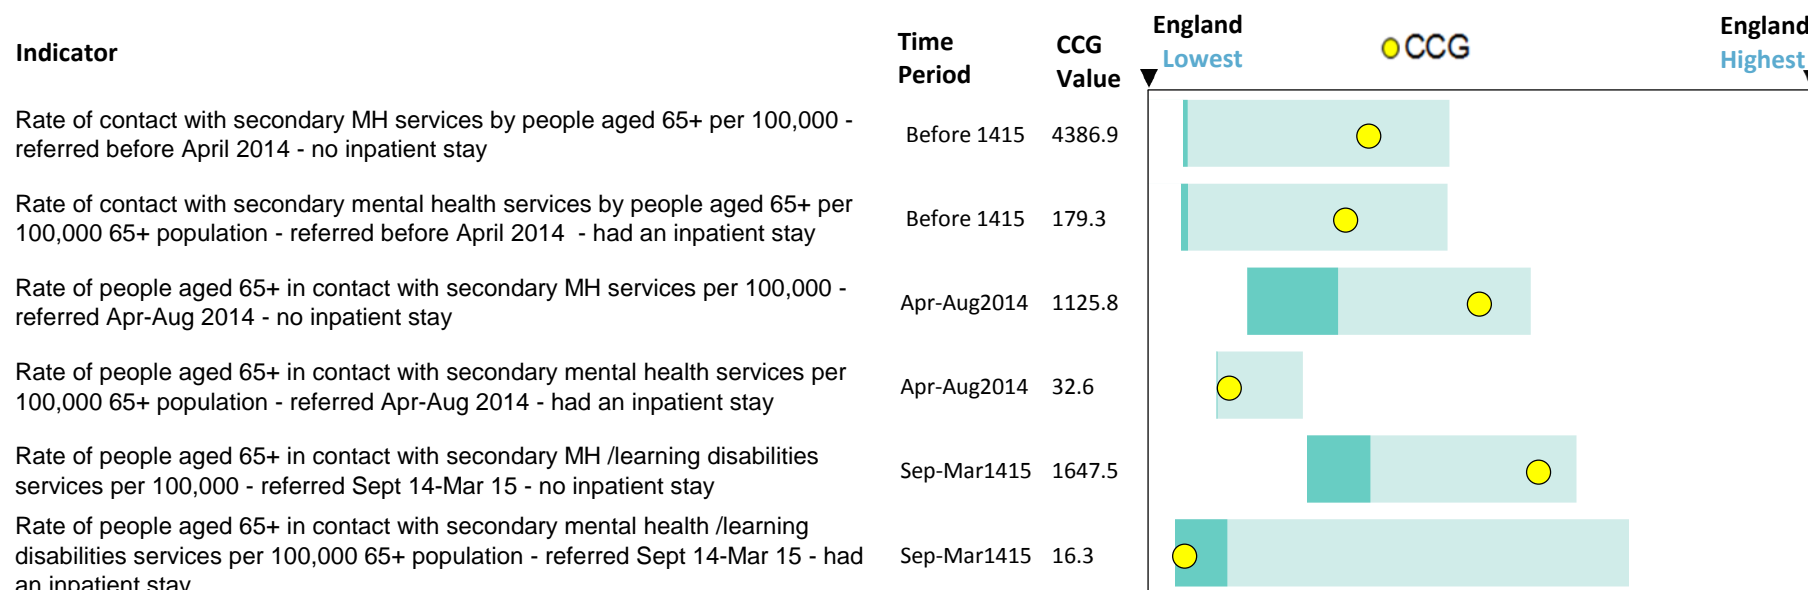 Indicator
Time
Period
CCG
Value
England
Lowest
CCG
England
Highest
Rate of contact with secondary MH services by people aged 65+ per 100,000 -
referred before April 2014 - no inpatient stay
Before 1415
4386.9
Rate of contact with secondary mental health services by people aged 65+ per
100,000 65+ population - referred before April 2014  - had an inpatient stay
Before 1415
179.3
Rate of people aged 65+ in contact with secondary MH services per 100,000 -
referred Apr-Aug 2014 - no inpatient stay
Apr-Aug2014
1125.8
Rate of people aged 65+ in contact with secondary mental health services per
100,000 65+ population - referred Apr-Aug 2014 - had an inpatient stay
Apr-Aug2014
32.6
Rate of people aged 65+ in contact with secondary MH /learning disabilities
services per 100,000 - referred Sept 14-Mar 15 - no inpatient stay
Sep-Mar1415
1647.5
Rate of people aged 65+ in contact with secondary mental health /learning
disabilities services per 100,000 65+ population - referred Sept 14-Mar 15 - had
an inpatient stay
Sep-Mar1415
16.3